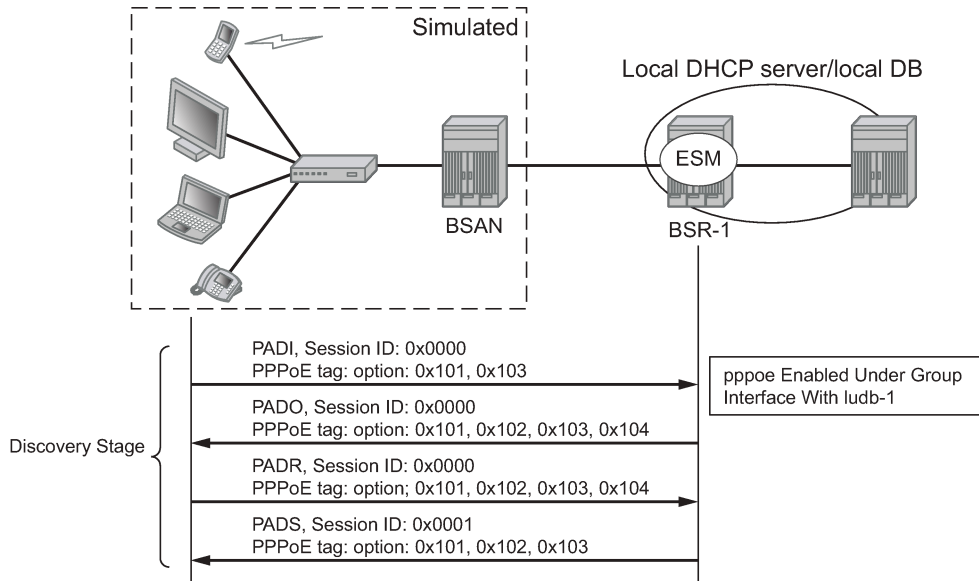 Simulated
Local DHCP server/local DB
ESM
BSAN
BSR-1
PADI, Session ID: 0x0000
PPPoE tag: option: 0x101, 0x103
pppoe Enabled Under Group
Interface With ludb-1
PADO, Session ID: 0x0000
PPPoE tag: option: 0x101, 0x102, 0x103, 0x104
Discovery Stage
PADR, Session ID: 0x0000
PPPoE tag: option; 0x101, 0x102, 0x103, 0x104
PADS, Session ID: 0x0001
PPPoE tag: option: 0x101, 0x102, 0x103